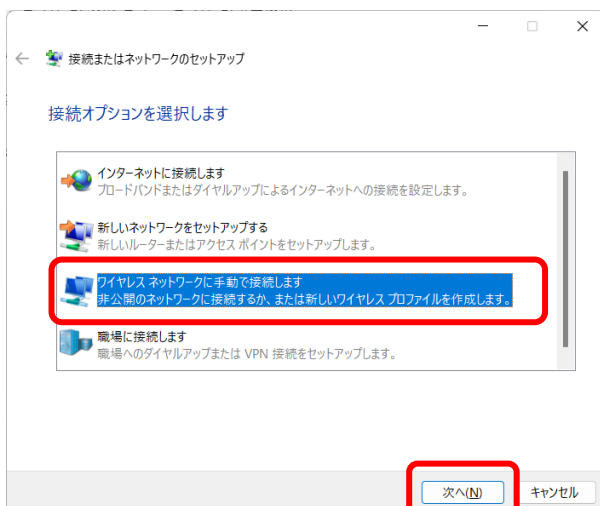 接続またはネットワークのセットアップ
接続オプションを選択します
インターネットに接続します
ブロードバンドまたはダイヤルアップによるインターネットへの接続を設定します。
新しいネットワークをセットアップする
新しいルーターまたはアクセス ポイントをセットアップします。
ワイヤレス ネットワークに手動で接続します
非公開のネットワークに接続するか、または新しいワイヤレス プロファイルを作成します。
職場に接続します
職場へのダイヤルアップまたは VPN 接続をセットアップします。
次へ(N) キャンセル